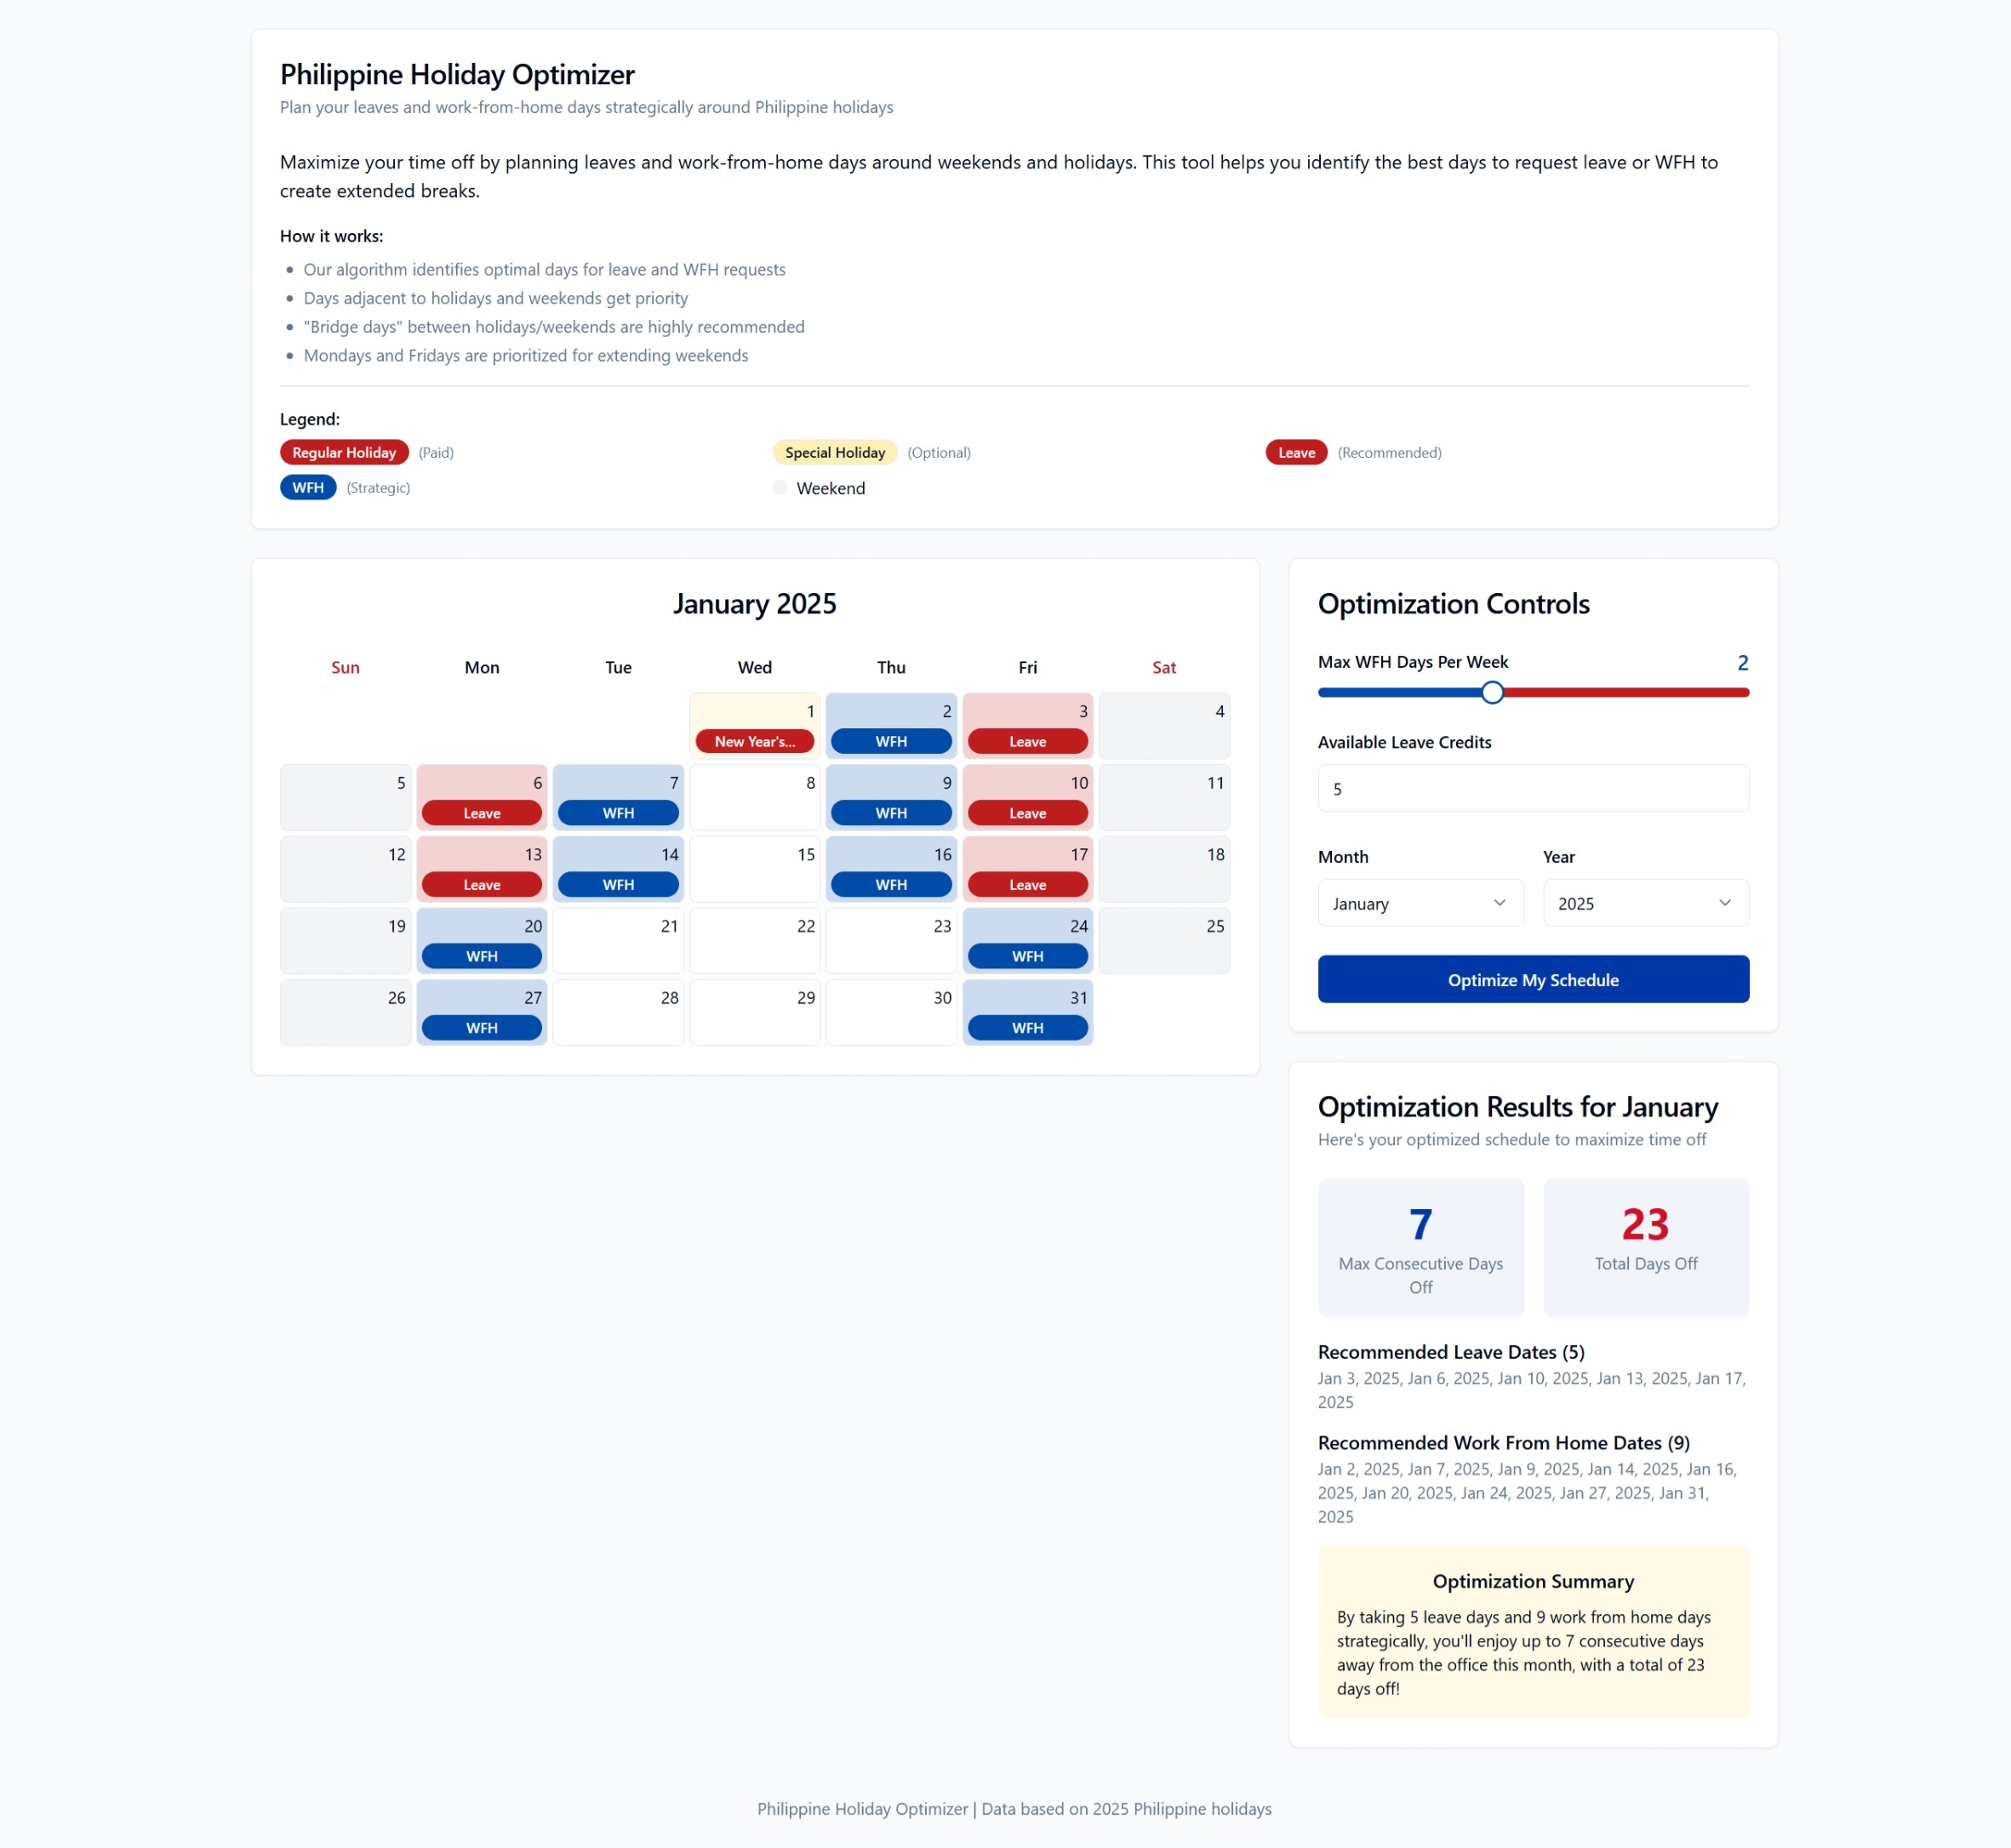 Philippine Holiday Optimizer
Plan your leaves and work-from-home days strategically around Philippine holidays
Maximize your time off by planning leaves and work-from-home days around weekends and holidays. This tool helps you identify the best days to request leave or WFH to
create extended breaks.
How it works:
Our algorithm identifies optimal days for leave and WFH requests
Days adjacent to holidays and weekends get priority
"Bridge days" between holidays/weekends are highly recommended
Mondays and Fridays are prioritized for extending weekends
Legend:
Regular Holiday (Paid) Special Holiday (Optional) Leave (Recommended)
WFH (Strategic) Weekend
January 2025
Sun Mon Tue Wed Thu Fri Sat
1 2 3 4
New Year's... WFH Leave
5 6 7 8 9 10 11
Leave WFH WFH Leave
12 13 14 15 16 17 18
Leave WFH WFH Leave
19 20 21 22 23 24 25
WFH WFH
26 27 28 29 30 31
WFH WFH
Optimization Controls
Max WFH Days Per Week 2
Available Leave Credits
5
Month Year
January 2025
Optimize My Schedule
Optimization Results for January
Here's your optimized schedule to maximize time off
7 23
Max Consecutive Days Total Days Off
Off
Recommended Leave Dates (5)
Jan 3, 2025, Jan 6, 2025, Jan 10, 2025, Jan 13, 2025, Jan 17,
2025
Recommended Work From Home Dates (9)
Jan 2, 2025, Jan 7, 2025, Jan 9, 2025, Jan 14, 2025, Jan 16,
2025, Jan 20, 2025, Jan 24, 2025, Jan 27, 2025, Jan 31,
2025
Optimization Summary
By taking 5 leave days and 9 work from home days
strategically, you'll enjoy up to 7 consecutive days
away from the office this month, with a total of 23
days off!
Philippine Holiday Optimizer | Data based on 2025 Philippine holidays